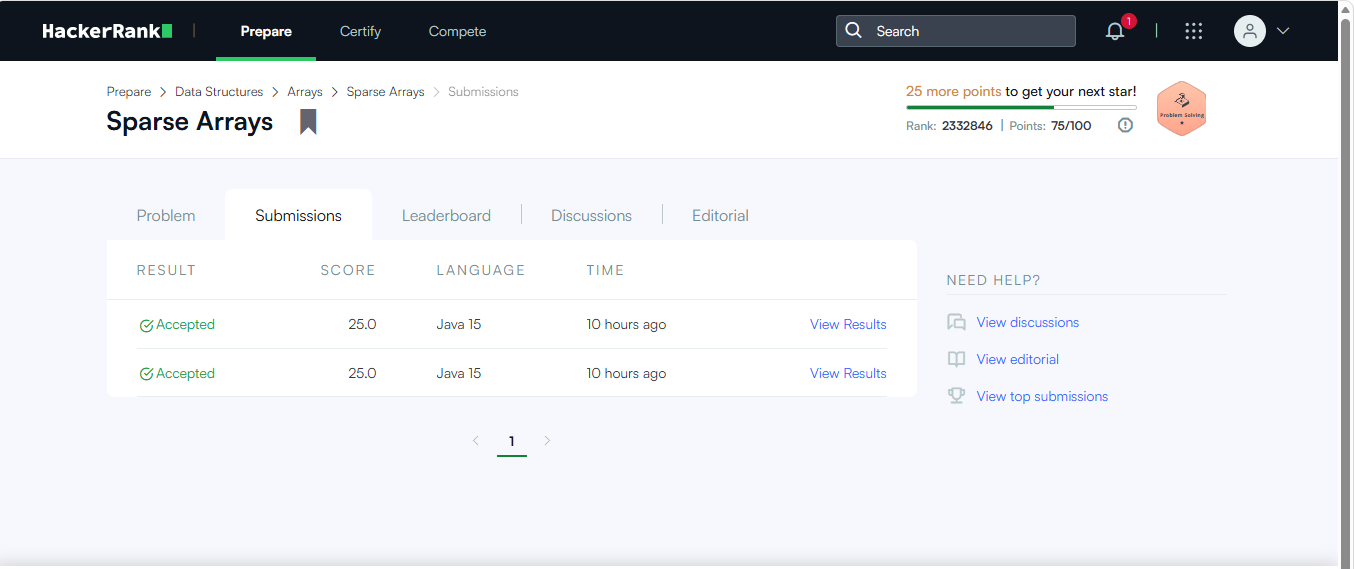 HackerRank | Prepare Certify Compete Search 1 |
Prepare > Data Structures > Arrays > Sparse Arrays > Submissions
Sparse Arrays
25 more points to get your next star!
Rank: 2332846 | Points: 75/100
Problem Solving
Problem Submissions Leaderboard | Discussions | Editorial
RESULT SCORE LANGUAGE TIME
Accepted 25.0 Java 15 10 hours ago View Results
Accepted 25.0 Java 15 10 hours ago View Results
< 1 >
NEED HELP?
View discussions
View editorial
View top submissions